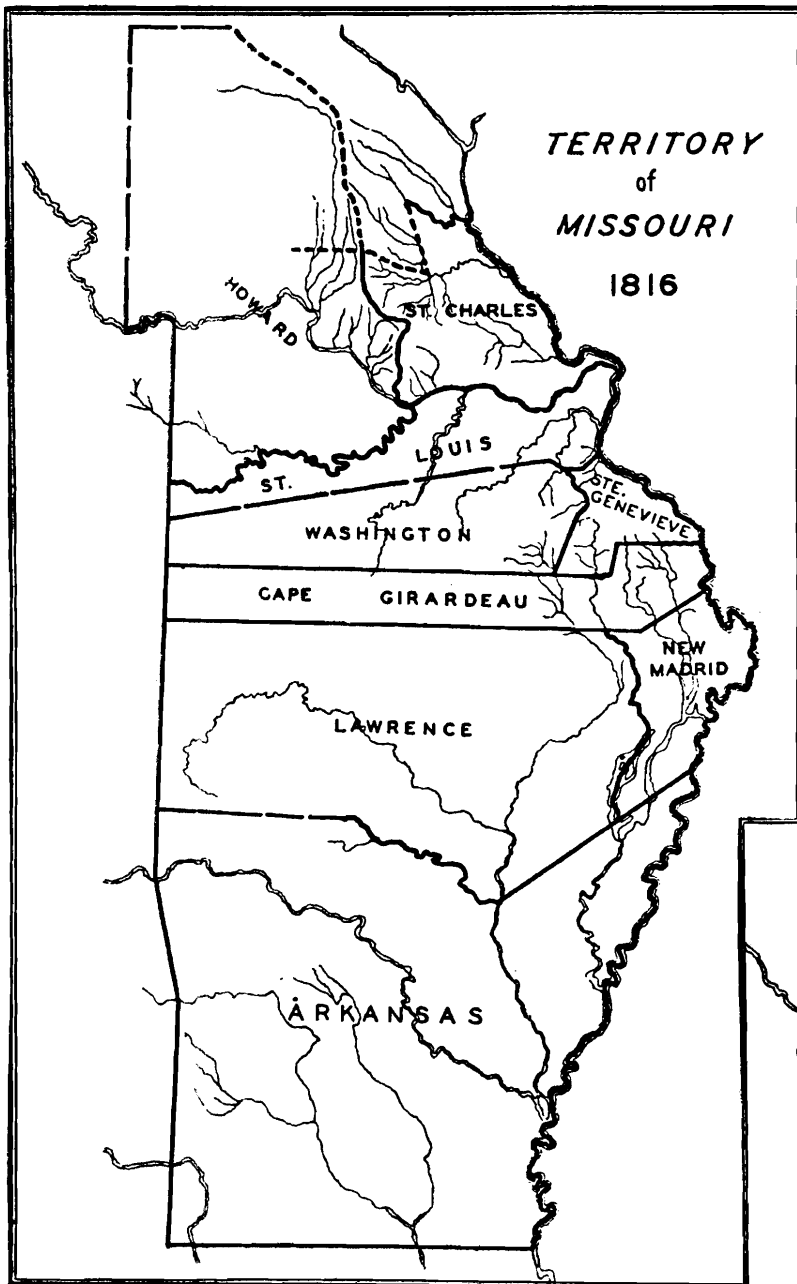 TERRITORY
of
MISSOURI
1816
HOWARD
ST. CHARLES
ST. LOUIS
STE.
GENEVIEVE
WASHINGTON
CAPE GIRARDEAU
NEW
MADRID
LAWRENCE
ARKANSAS